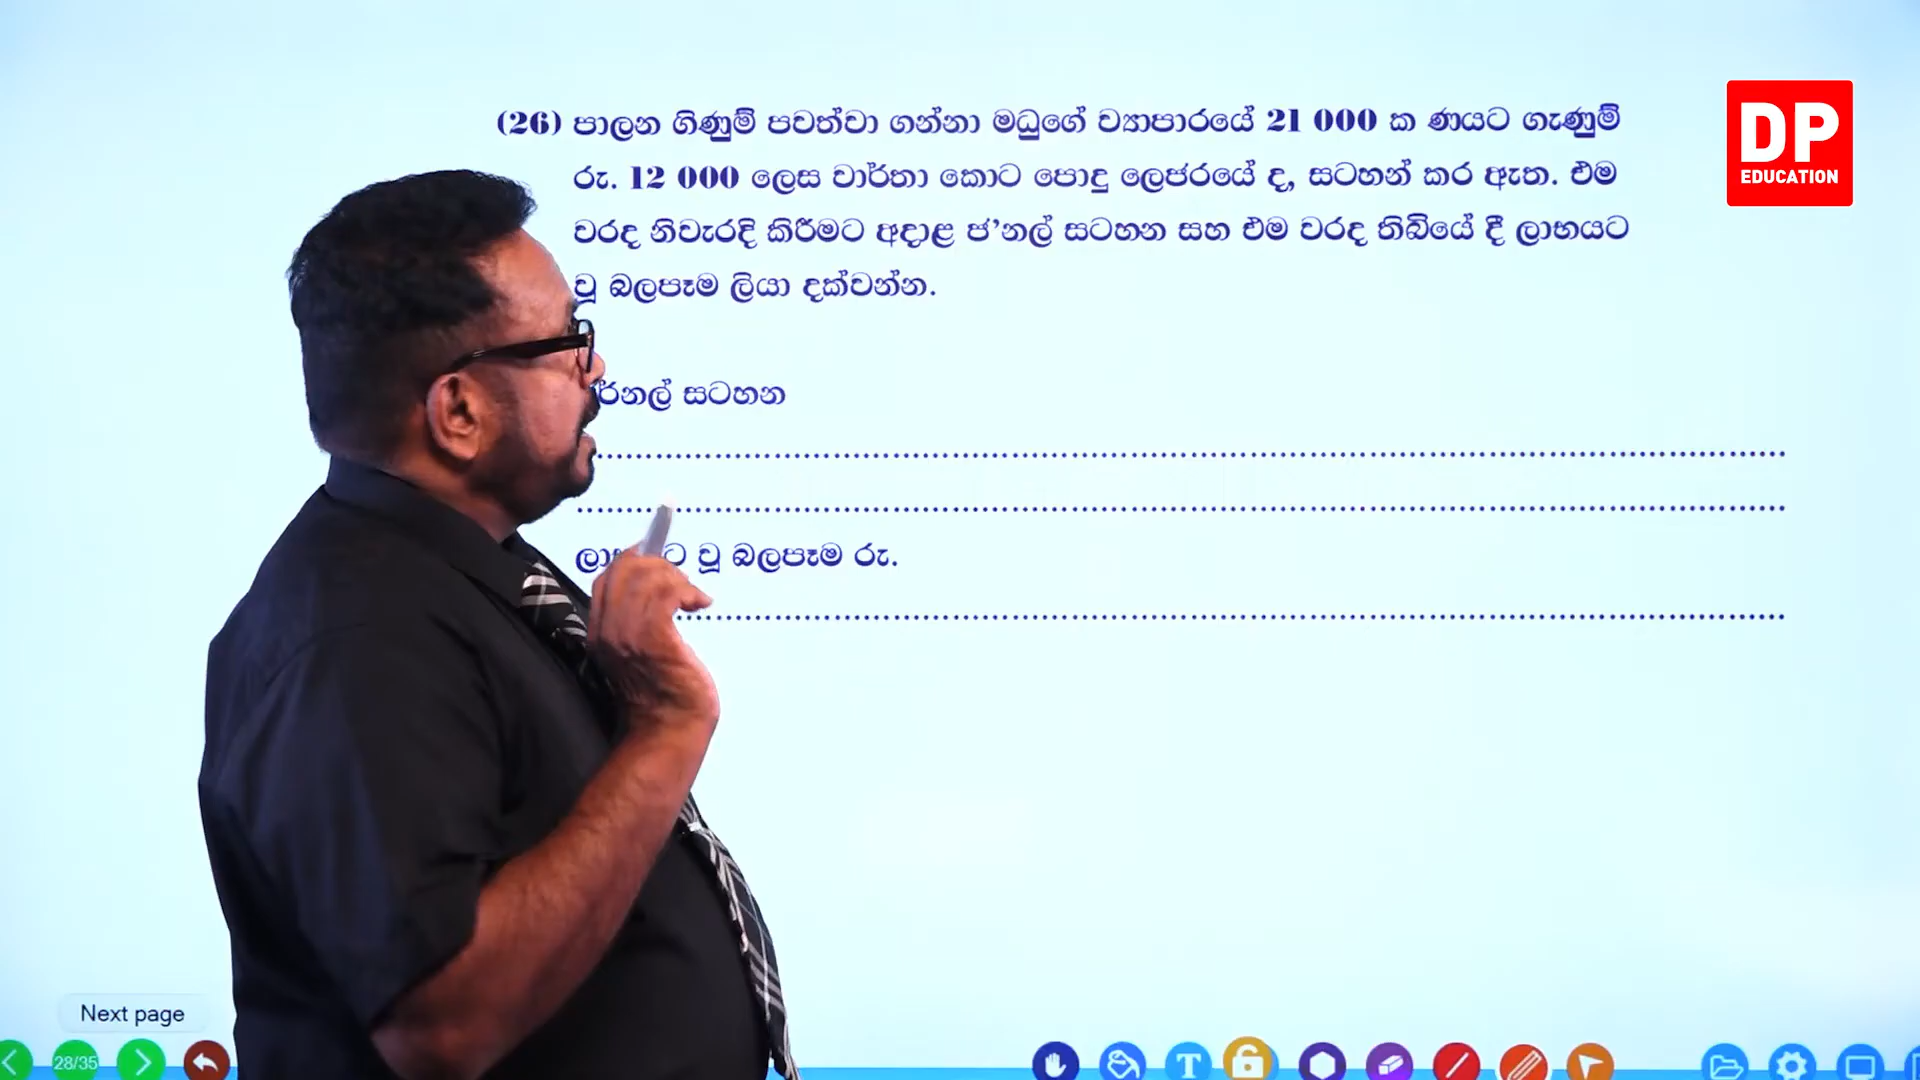 (26) පාලන ගිණුම් පවත්වා ගන්නා මධුගේ ව්‍යාපාරයේ 21 000 ක ණයට ගැණුම්
රු. 12 000 ලෙස වාර්තා කොට පොදු ලෙජරයේ ද, සටහන් කර ඇත. එම
වරද නිවැරදි කිරීමට අදාළ ජ'නල් සටහන සහ එම වරද තිබියේ දී ලාභයට
වූ බලපෑම ලියා දක්වන්න.
සටහන
වූ බලපෑම රු.
DP
EDUCATION
Next page
28/35
T